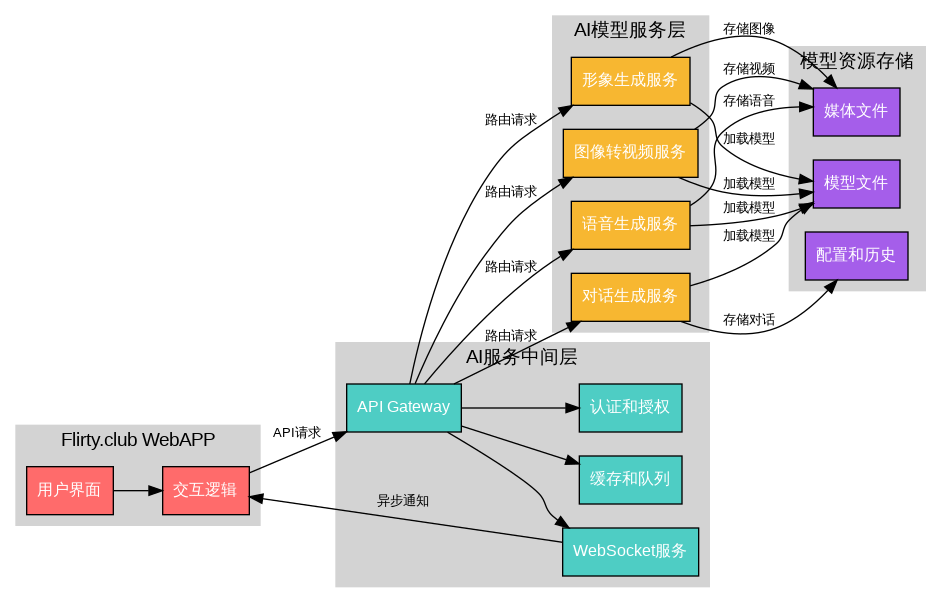 AI模型服务层
存储图像
模型资源存储
形象生成服务
存储视频
媒体文件
存储语音
路由请求
图像转视频服务
加载模型
路由请求
加载模型
模型文件
语音生成服务
加载模型
加载模型
配置和历史
路由请求
对话生成服务
存储对话
路由请求
AI服务中间层
API Gateway
认证和授权
Flirty.club WebAPP
API请求
用户界面
交互逻辑
缓存和队列
异步通知
WebSocket服务